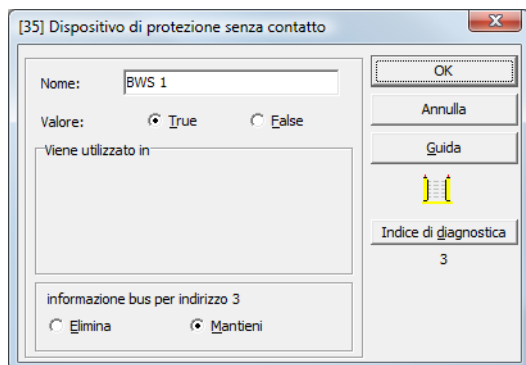 [35] Dispositivo di protezione senza contatto
Nome: BWS 1
Valore: True False
Viene utilizzato in
informazione bus per indirizzo 3
Elimina Mantieni
OK
Annulla
Guida
Indice di diagnostica
3